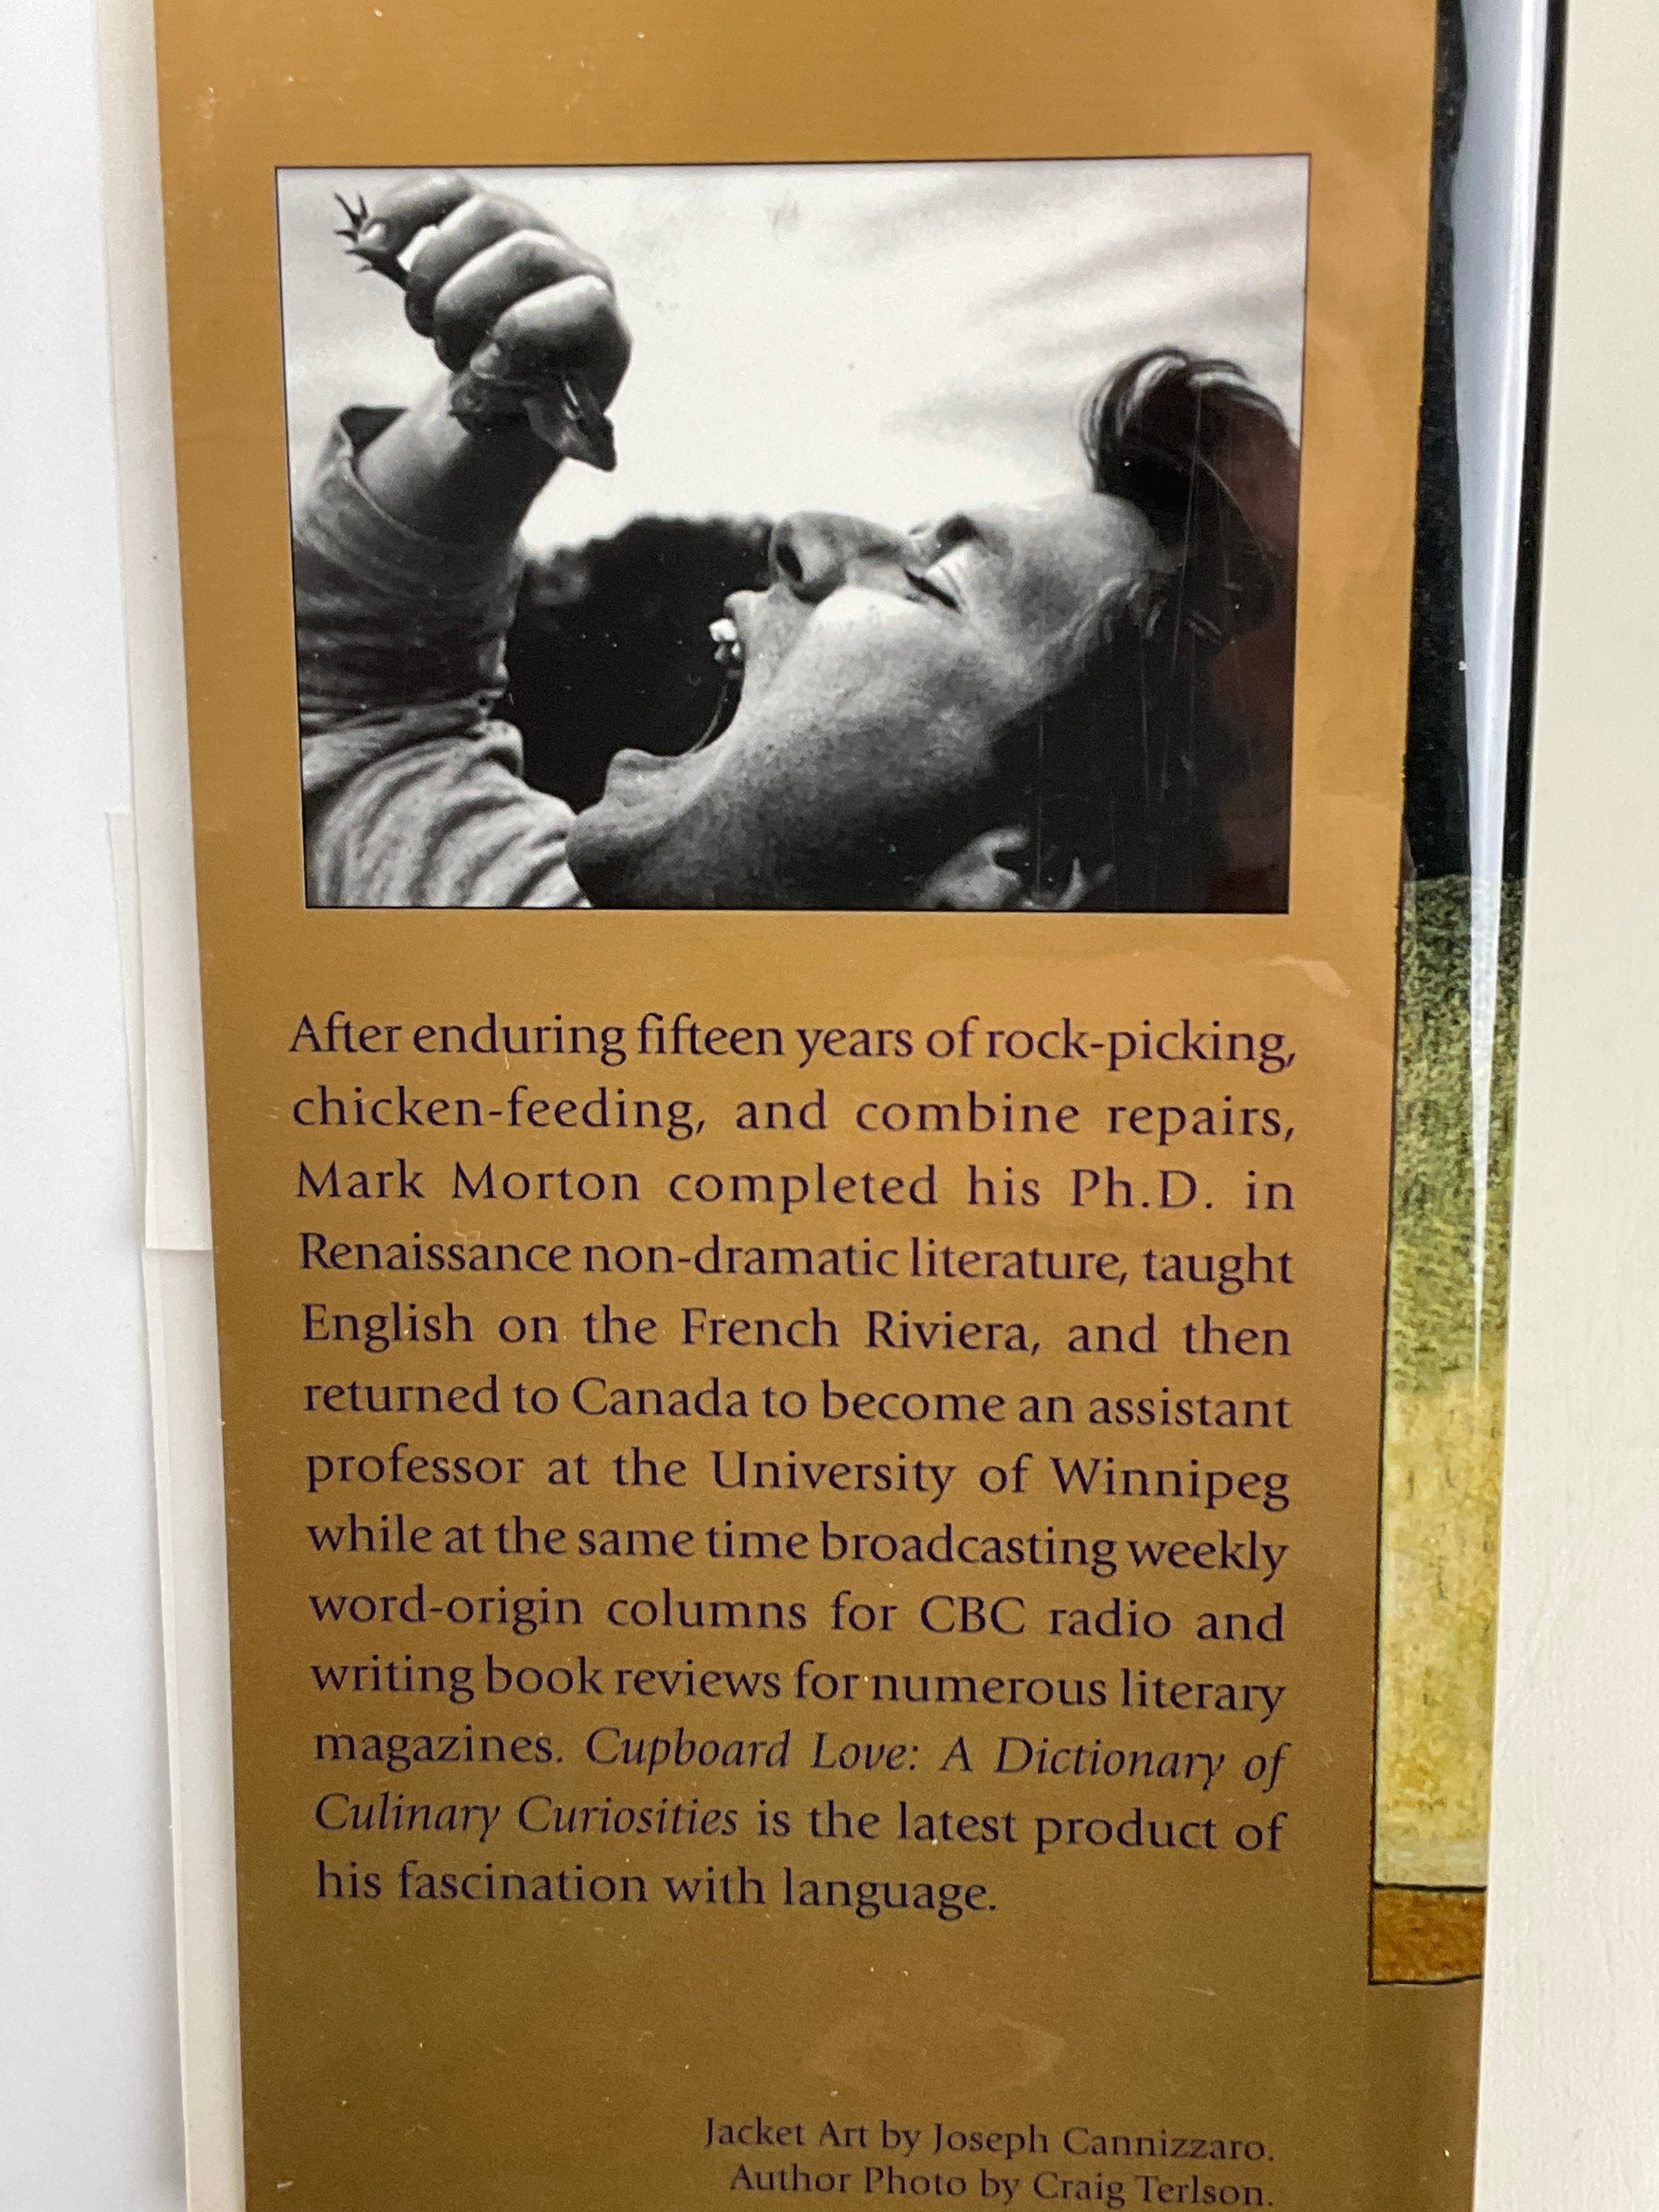 After enduring fifteen years of rock-picking,
chicken-feeding, and combine repairs,
Mark Morton completed his Ph.D. in
Renaissance non-dramatic literature, taught
English on the French Riviera, and then
returned to Canada to become an assistant
professor at the University of Winnipeg
while at the same time broadcasting weekly
word-origin columns for CBC radio and
writing book reviews for numerous literary
magazines. Cupboard Love: A Dictionary of
Culinary Curiosities is the latest product of
his fascination with language.
Jacket Art by Joseph Cannizzaro.
Author Photo by Craig Terlson.